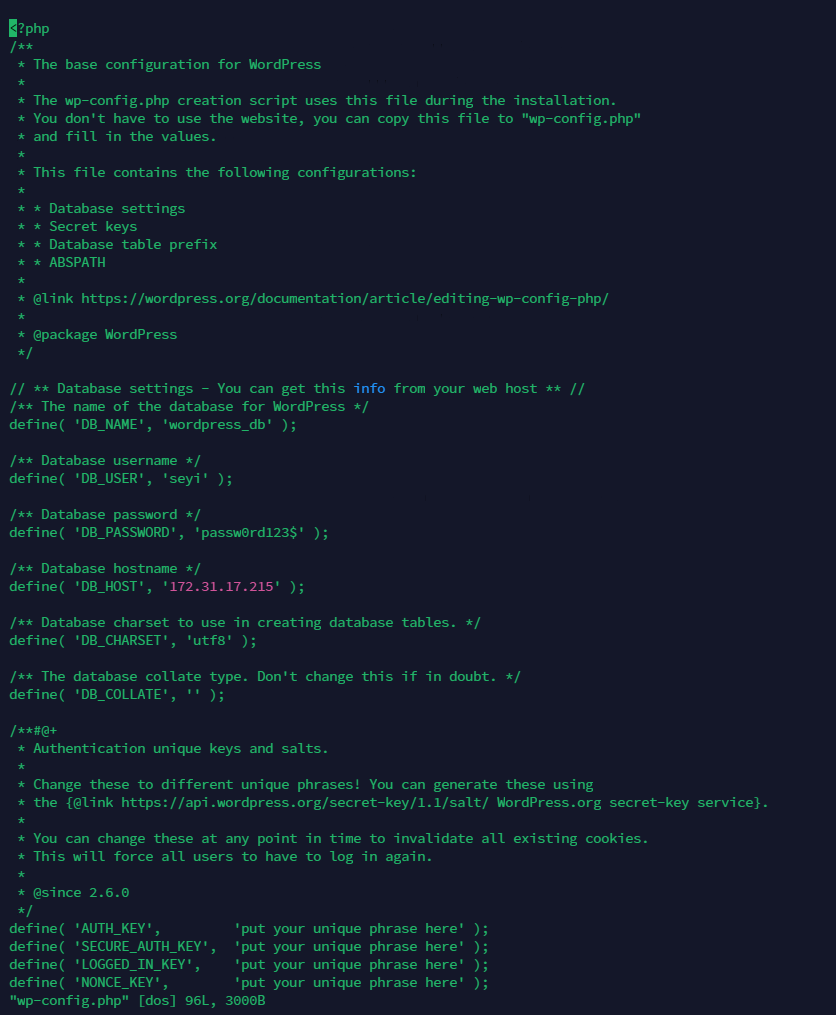 <?php
/**
 * The base configuration for WordPress
 *
 * The wp-config.php creation script uses this file during the installation.
 * You don't have to use the website, you can copy this file to "wp-config.php"
 * and fill in the values.
 *
 * This file contains the following configurations:
 *
 * * Database settings
 * * Secret keys
 * * Database table prefix
 * * ABSPATH
 *
 * @link https://wordpress.org/documentation/article/editing-wp-config-php/
 *
 * @package WordPress
 */

// ** Database settings - You can get this info from your web host ** //
/** The name of the database for WordPress */
define( 'DB_NAME', 'wordpress_db' );

/** Database username */
define( 'DB_USER', 'seyi' );

/** Database password */
define( 'DB_PASSWORD', 'passw0rd123$' );

/** Database hostname */
define( 'DB_HOST', '172.31.17.215' );

/** Database charset to use in creating database tables. */
define( 'DB_CHARSET', 'utf8' );

/** The database collate type. Don't change this if in doubt. */
define( 'DB_COLLATE', '' );

/**#@+
 * Authentication unique keys and salts.
 *
 * Change these to different unique phrases! You can generate these using
 * the {@link https://api.wordpress.org/secret-key/1.1/salt/ WordPress.org secret-key service}.
 *
 * You can change these at any point in time to invalidate all existing cookies.
 * This will force all users to have to log in again.
 *
 * @since 2.6.0
 */
define( 'AUTH_KEY',         'put your unique phrase here' );
define( 'SECURE_AUTH_KEY',  'put your unique phrase here' );
define( 'LOGGED_IN_KEY',    'put your unique phrase here' );
define( 'NONCE_KEY',        'put your unique phrase here' );
"wp-config.php" [dos] 96L, 3000B